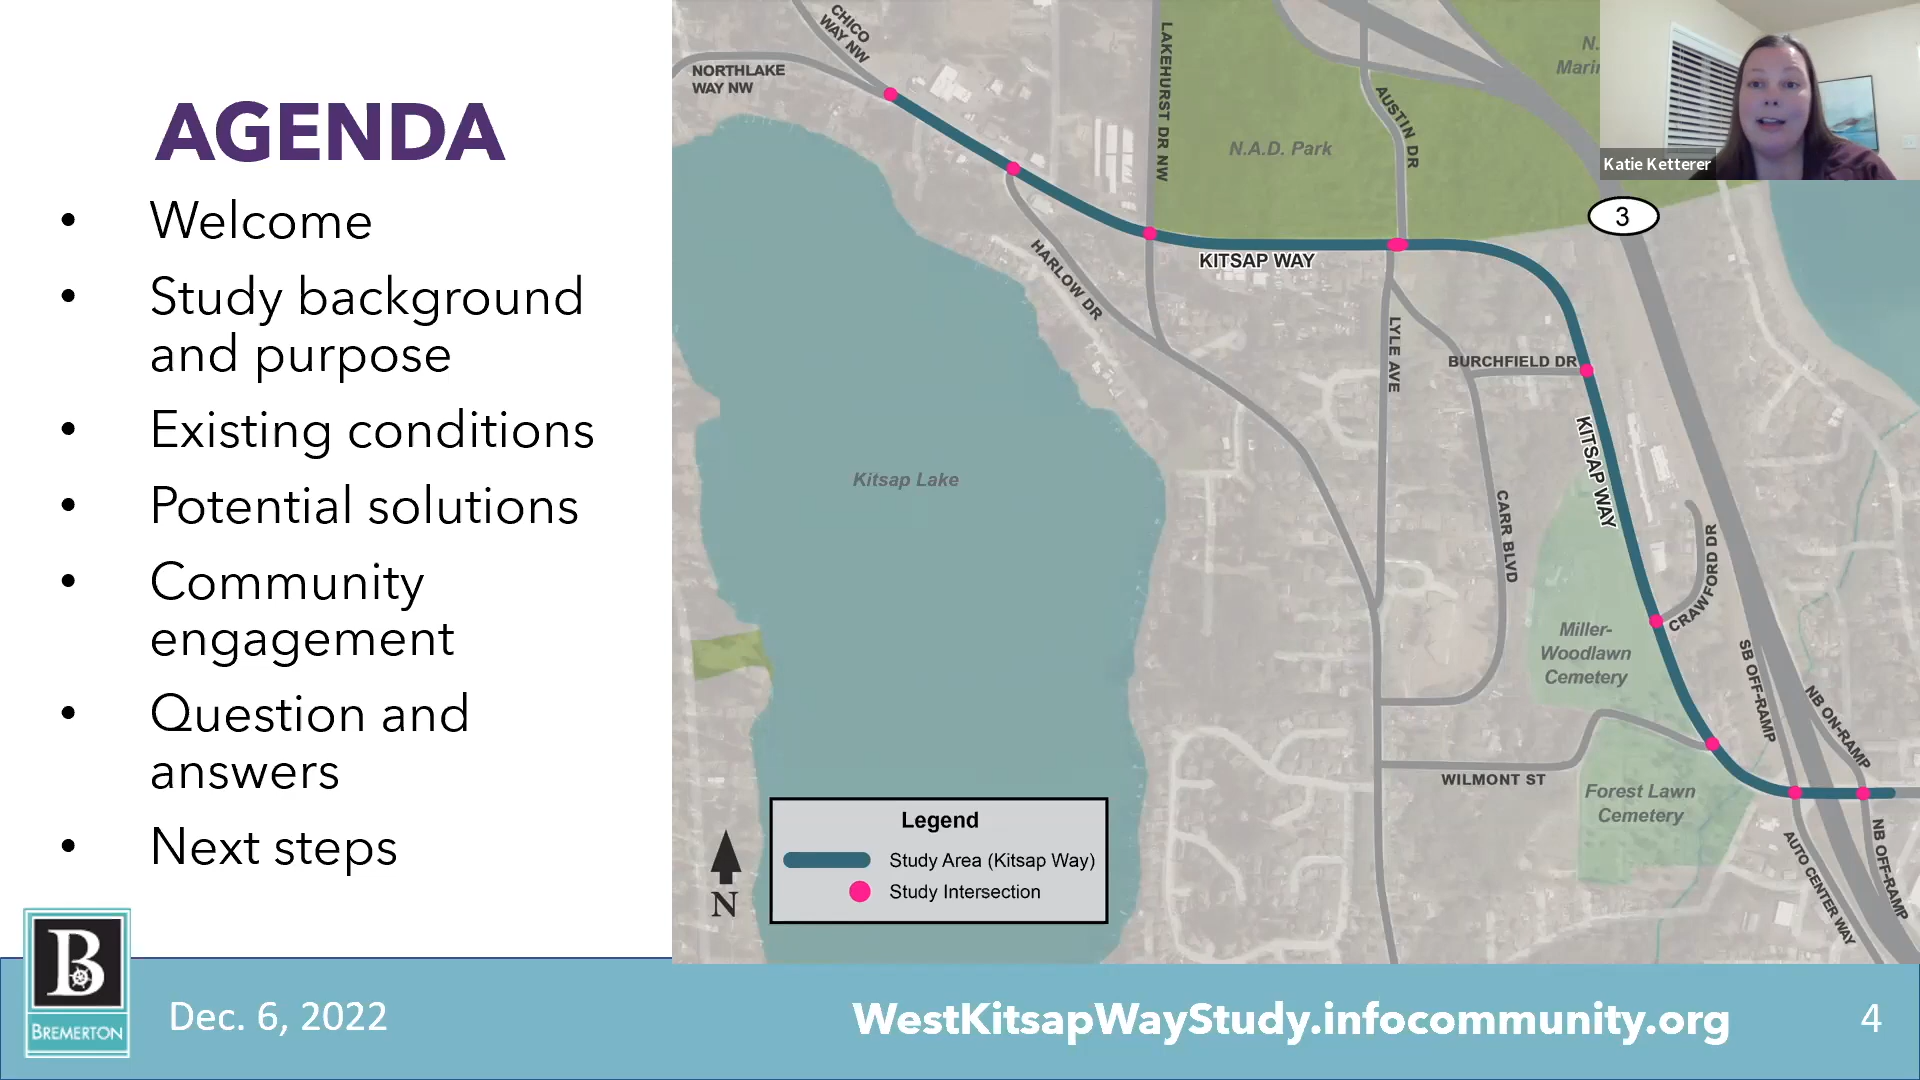 AGENDA
• Welcome
• Study background
and purpose
• Existing conditions
• Potential solutions
• Community
engagement
• Question and
answers
• Next steps
CHICO
WAY NW
NORTHLAKE
WAY NW
LAKEHURST DR NW
N.A.D. Park
AUSTIN DR
N.
Katie Ketterer
3
KITSAP WAY
HARLOW DR
LYLE AVE
BURCHFIELD DR
KITSAP WAY
Kitsap Lake
CARR BLVD
CRAWFORD DR
Miller-
Woodlawn
Cemetery
SB OFF-RAMP
NB ON-RAMP
WILMONT ST
Forest Lawn
Cemetery
AUTO CENTER WAY
NB OFF-RAMP
Legend
Study Area (Kitsap Way)
Study Intersection
N
B
BREMERTON
Dec. 6, 2022
WestKitsapWayStudy.infocommunity.org
4